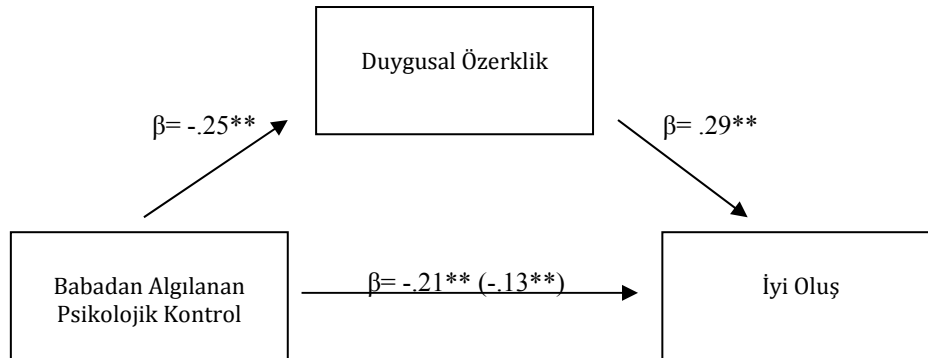 Duygusal Özerklik
β= -.25**
β= .29**
Babadan Algılanan
Psikolojik Kontrol
β= -.21** (-.13**)
İyi Oluş